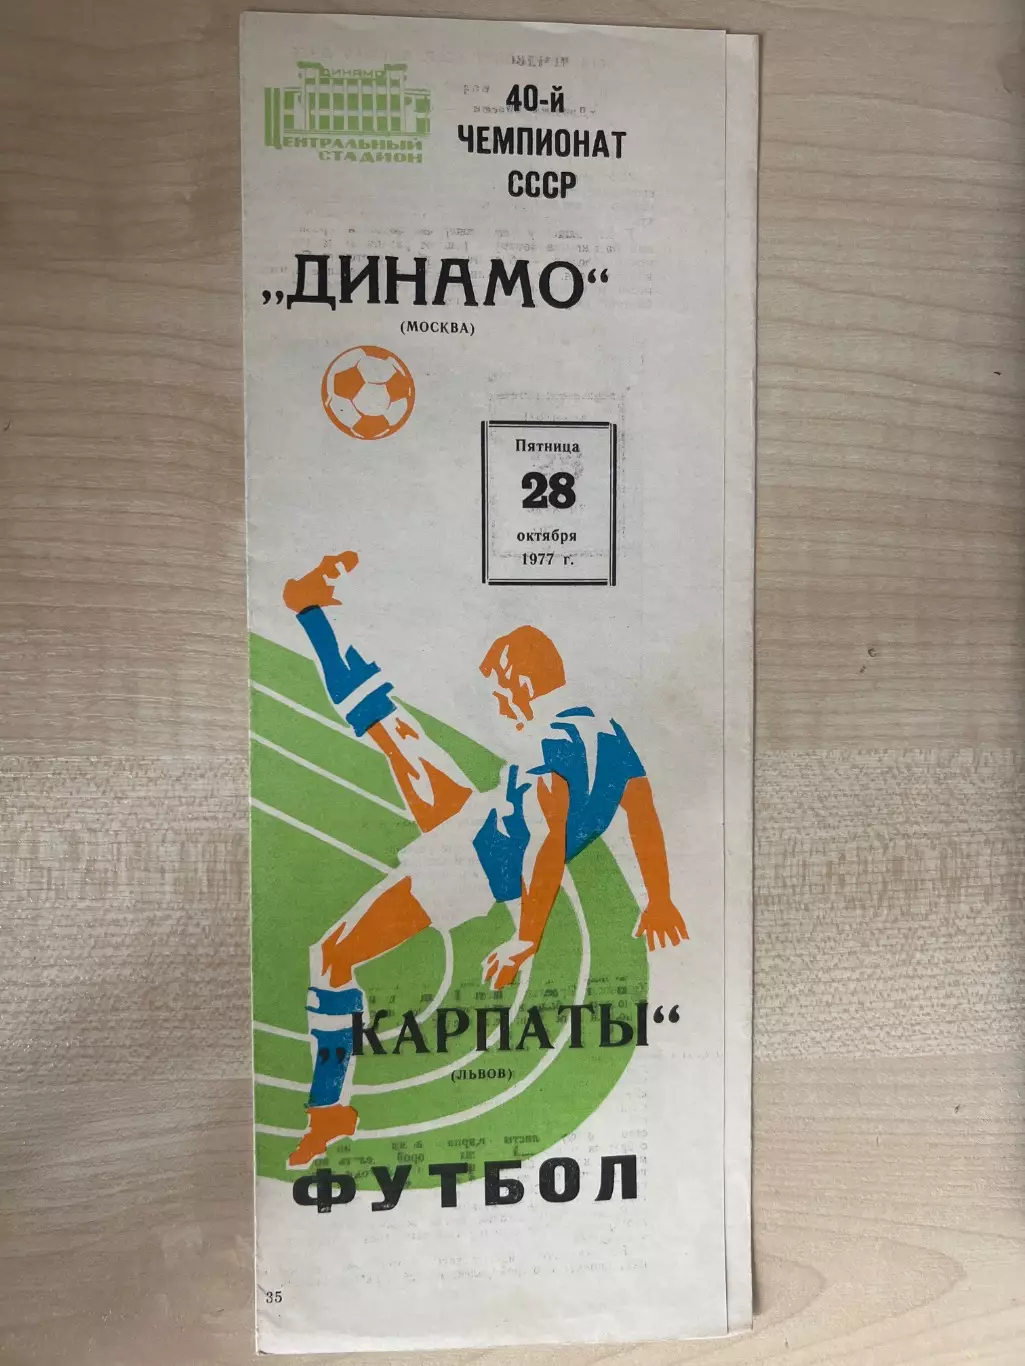 ДИНАМО
ЦЕНТРАЛЬНЫЙ
СТАДИОН
40-й
ЧЕМПИОНАТ
СССР
„ДИНАМО“
(МОСКВА)
Пятница
28
октября
1977 г.
„КАРПАТЫ“
(ЛЬВОВ)
ФУТБОЛ
35